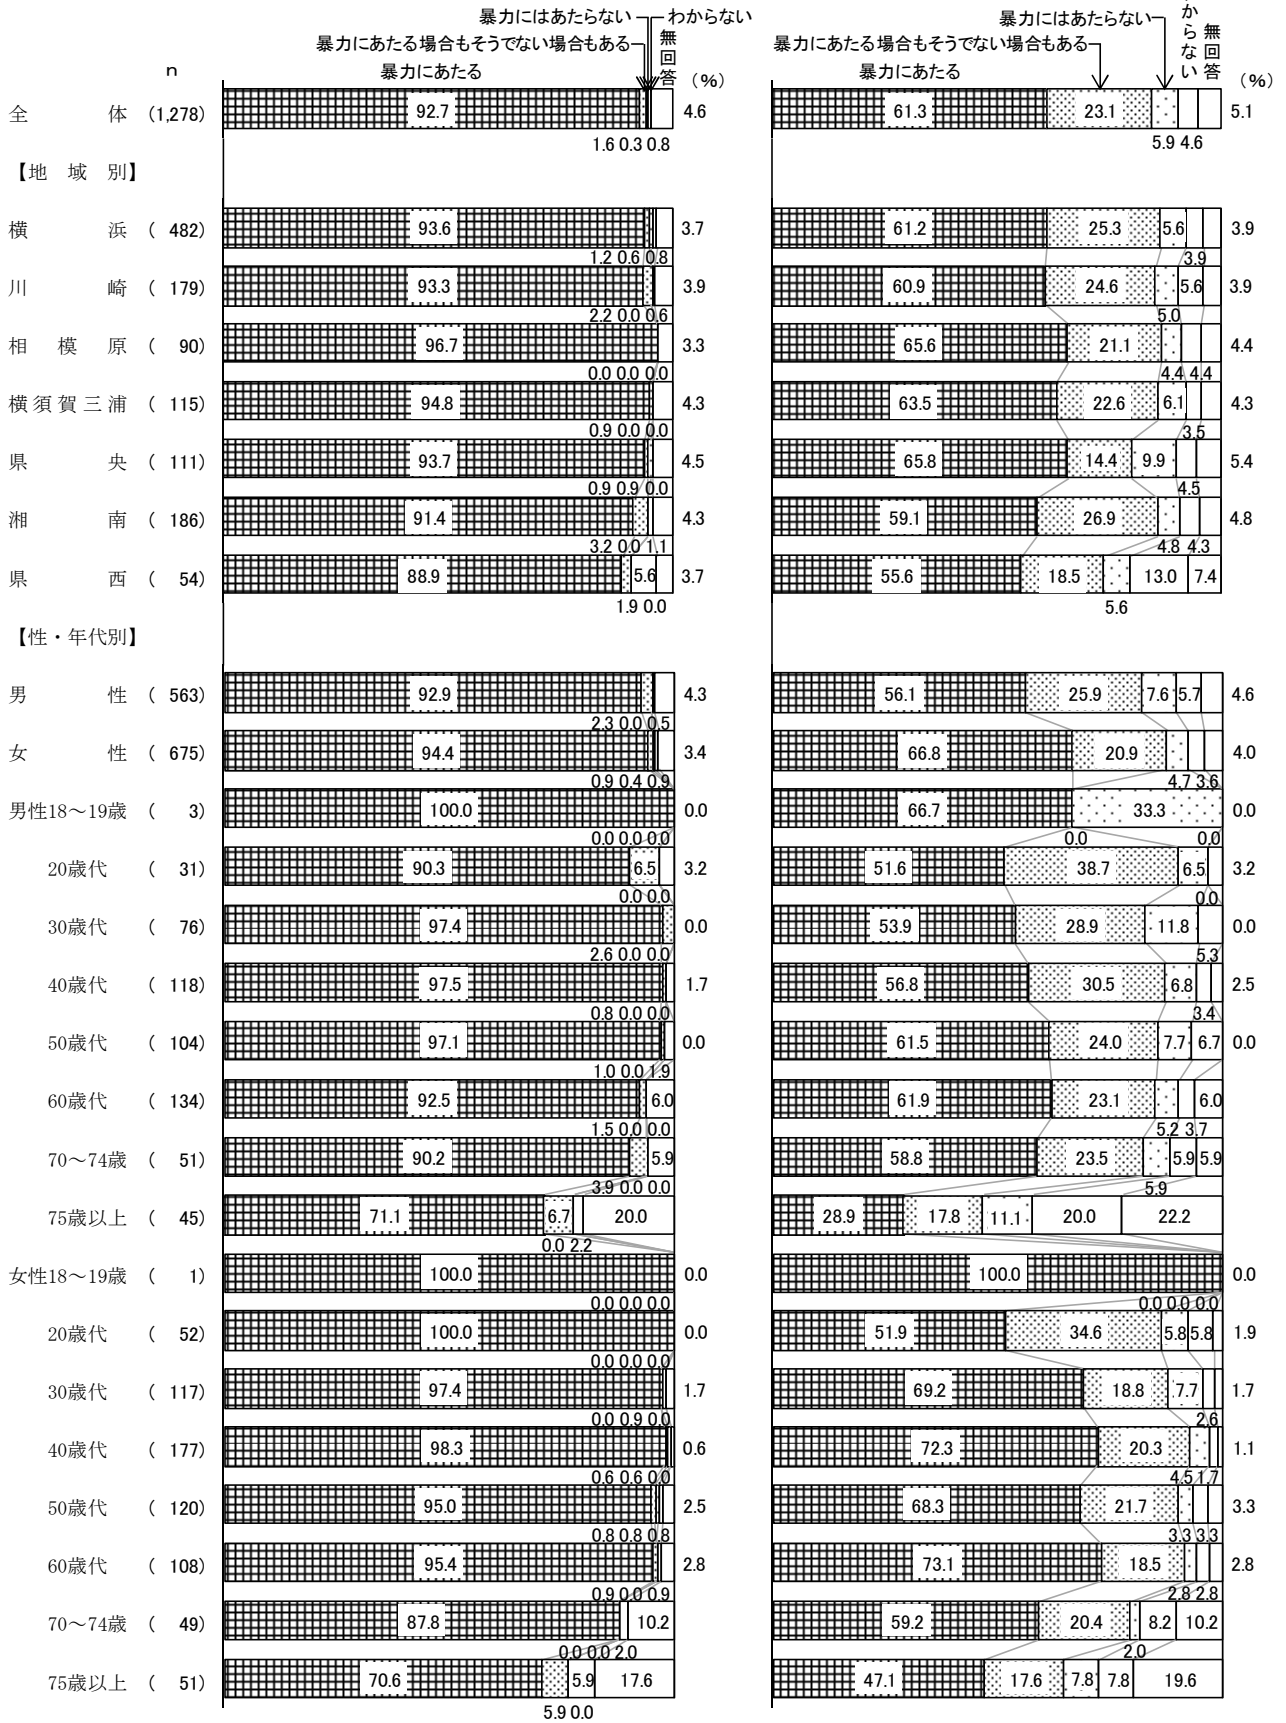 暴力にはあたらない わからない
暴力にあたる場合もそうでない場合もある 無回答
暴力にあたる (%)
暴力にはあたらない からない
暴力にあたる場合もそうでない場合もある 無回答
暴力にあたる (%)
n
全体 (1,278) 92.7 4.6 61.3 23.1 5.1
1.6 0.3 0.8 5.9 4.6
【地域別】
横浜 ( 482) 93.6 3.7 61.2 25.3 5.6 3.9
1.2 0.6 0.8 3.9
川崎 ( 179) 93.3 3.9 60.9 24.6 5.6 3.9
2.2 0.0 0.6 5.0
相模原 ( 90) 96.7 3.3 65.6 21.1 4.4
0.0 0.0 0.0 4.4 4.4
横須賀三浦 ( 115) 94.8 4.3 63.5 22.6 6.1 4.3
0.9 0.0 0.0 3.5
県央 ( 111) 93.7 4.5 65.8 14.4 9.9 5.4
0.9 0.9 0.0 4.5
湘南 ( 186) 91.4 4.3 59.1 26.9 4.8
3.2 0.0 1.1 4.8 4.3
県西 ( 54) 88.9 5.6 3.7 55.6 18.5 13.0 7.4
1.9 0.0 5.6
【性・年代別】
男性 ( 563) 92.9 4.3 56.1 25.9 7.6 5.7 4.6
2.3 0.0 0.5
女性 ( 675) 94.4 3.4 66.8 20.9 4.0
0.9 0.4 0.9 4.7 3.6
男性18~19歳 ( 3) 100.0 0.0 66.7 33.3 0.0
0.0 0.0 0.0 0.0 0.0
20歳代 ( 31) 90.3 6.5 3.2 51.6 38.7 6.5 3.2
0.0 0.0 0.0
30歳代 ( 76) 97.4 0.0 53.9 28.9 11.8 0.0
2.6 0.0 0.0 5.3
40歳代 ( 118) 97.5 1.7 56.8 30.5 6.8 2.5
0.8 0.0 0.0 3.4
50歳代 ( 104) 97.1 0.0 61.5 24.0 7.7 6.7 0.0
1.0 0.0 1.9
60歳代 ( 134) 92.5 6.0 61.9 23.1 6.0
1.5 0.0 0.0 5.2 3.7
70~74歳 ( 51) 90.2 5.9 58.8 23.5 5.9 5.9
3.9 0.0 0.0 5.9
75歳以上 ( 45) 71.1 6.7 20.0 28.9 17.8 11.1 20.0 22.2
0.0 2.2
女性18~19歳 ( 1) 100.0 0.0 100.0 0.0
0.0 0.0 0.0 0.0 0.0 0.0
20歳代 ( 52) 100.0 0.0 51.9 34.6 5.8 5.8 1.9
0.0 0.0 0.0
30歳代 ( 117) 97.4 1.7 69.2 18.8 7.7 1.7
0.0 0.9 0.0 2.6
40歳代 ( 177) 98.3 0.6 72.3 20.3 1.1
0.6 0.6 0.0 4.5 1.7
50歳代 ( 120) 95.0 2.5 68.3 21.7 3.3
0.8 0.8 0.8 3.3 3.3
60歳代 ( 108) 95.4 2.8 73.1 18.5 2.8
0.9 0.0 0.9 2.8 2.8
70~74歳 ( 49) 87.8 10.2 59.2 20.4 8.2 10.2
0.0 0.0 2.0 2.0
75歳以上 ( 51) 70.6 5.9 17.6 47.1 17.6 7.8 7.8 19.6
5.9 0.0